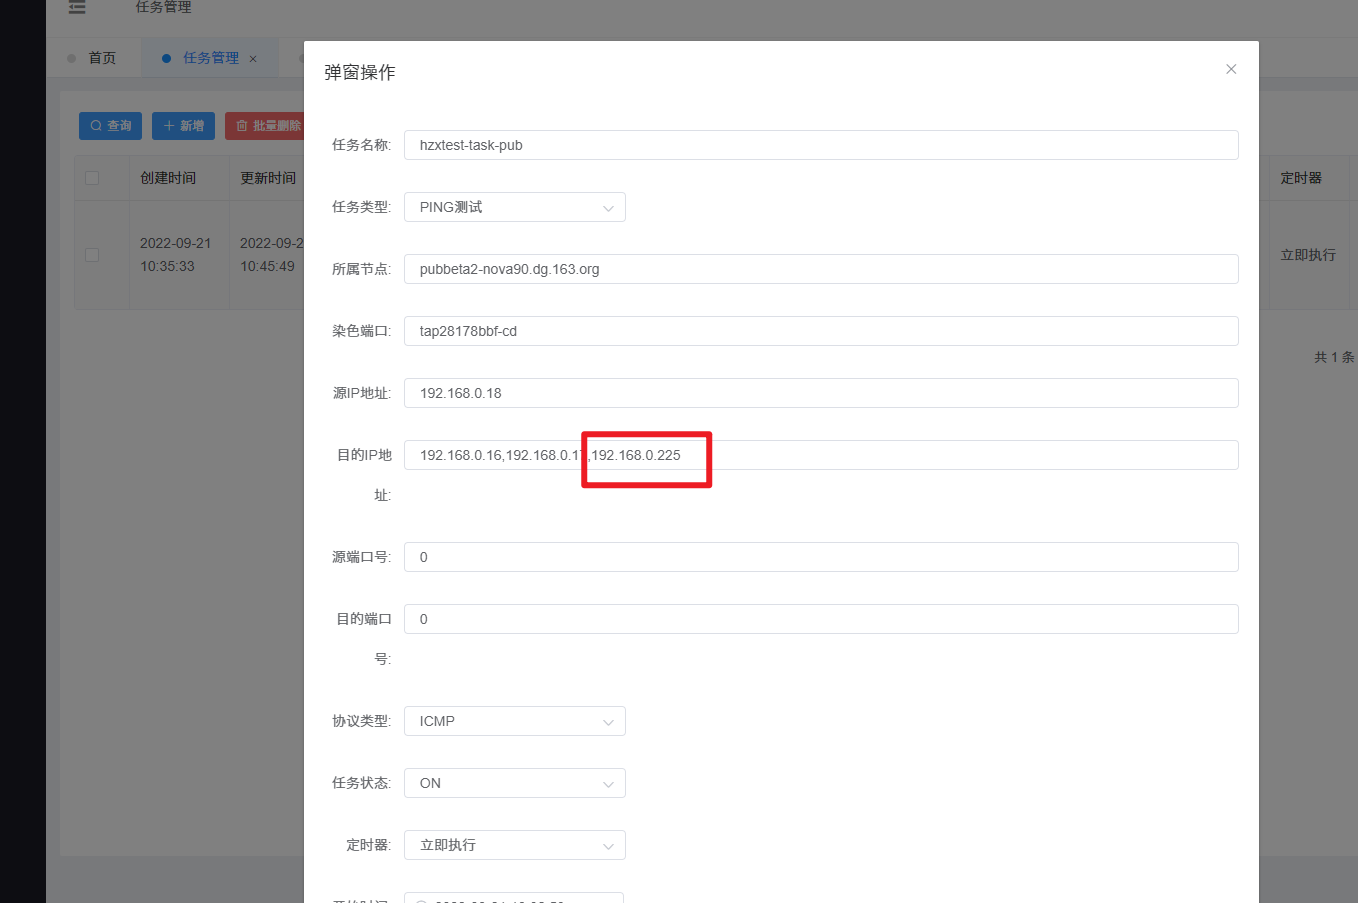 任务管理
首页
任务管理 ×
弹窗操作
查询
新增
批量删除
任务名称: hzxtest-task-pub
创建时间 更新时间
定时器
任务类型: PING测试
2022-09-21
10:35:33
2022-09-2
10:45:49
立即执行
所属节点: pubbeta2-nova90.dg.163.org
染色端口: tap28178bbf-cd
共 1 条
源IP地址: 192.168.0.18
目的IP地
址:
192.168.0.16,192.168.0.17,192.168.0.225
源端口号: 0
目的端口
号:
0
协议类型: ICMP
任务状态: ON
定时器: 立即执行